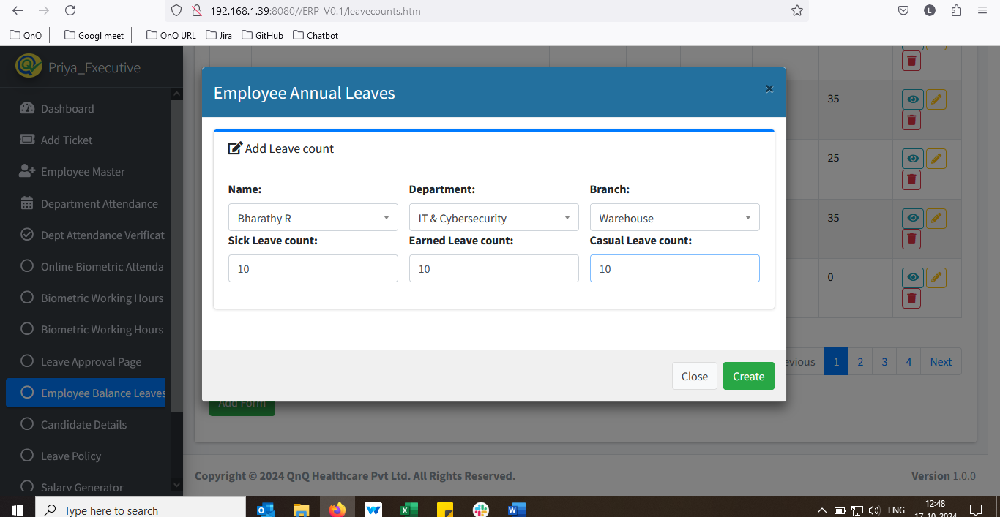 192.168.1.39:8080//ERP-V0.1/leavecounts.html
L
QnQ
Googl meet
QnQ URL
Jira
GitHub
Chatbot
Priya_Executive
Dashboard
Add Ticket
Employee Master
Department Attendance
Dept Attendance Verificat
Online Biometric Attenda
Biometric Working Hours
Biometric Working Hours
Leave Approval Page
Employee Balance Leaves
Candidate Details
Leave Policy
Salary Generator
Employee Annual Leaves
×
Add Leave count
Name: Department: Branch:
Bharathy R IT & Cybersecurity Warehouse
Sick Leave count: Earned Leave count: Casual Leave count:
10 10 10
Close Create
35
25
35
0
evious 1 2 3 4 Next
Add Form
Copyright © 2024 QnQ Healthcare Pvt Ltd. All Rights Reserved.
Version 1.0.0
Type here to search
ENG
12:48
17-10-2024